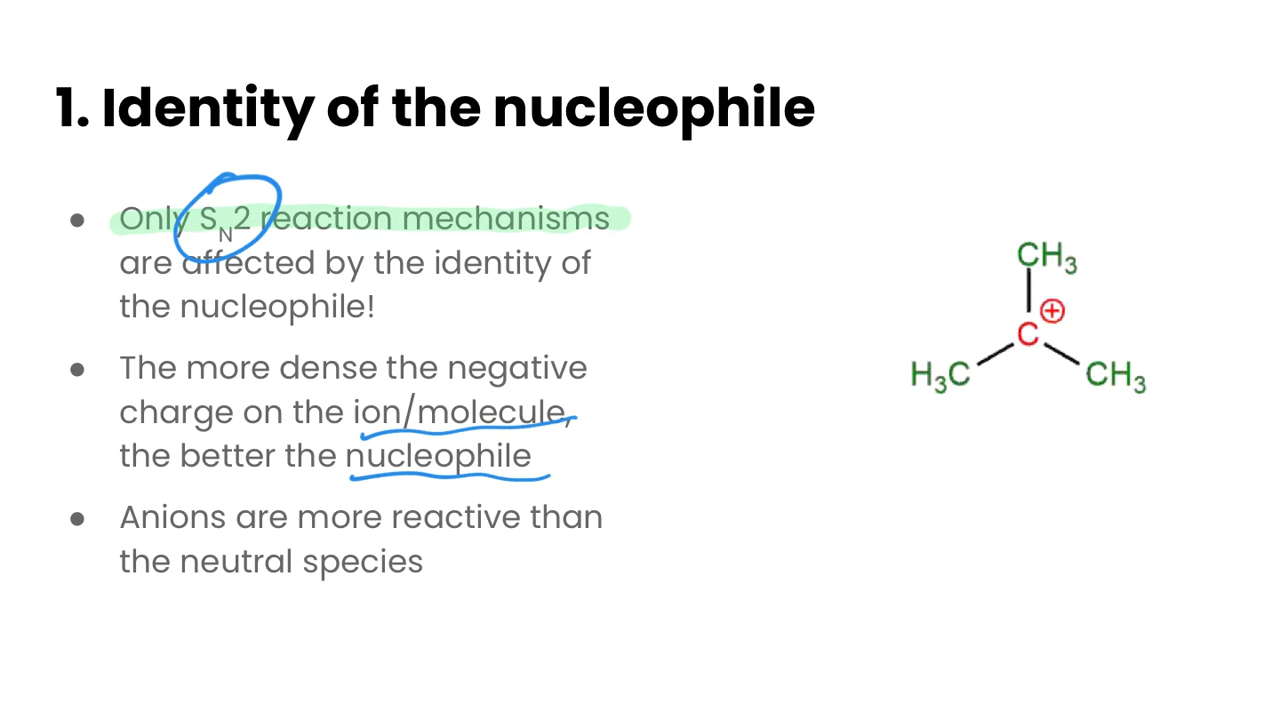 1. Identity of the nucleophile
● Only SN2 reaction mechanisms
are affected by the identity of
the nucleophile!
● The more dense the negative
charge on the ion/molecule,
the better the nucleophile
● Anions are more reactive than
the neutral species
CH3
C ⊕
H3C CH3